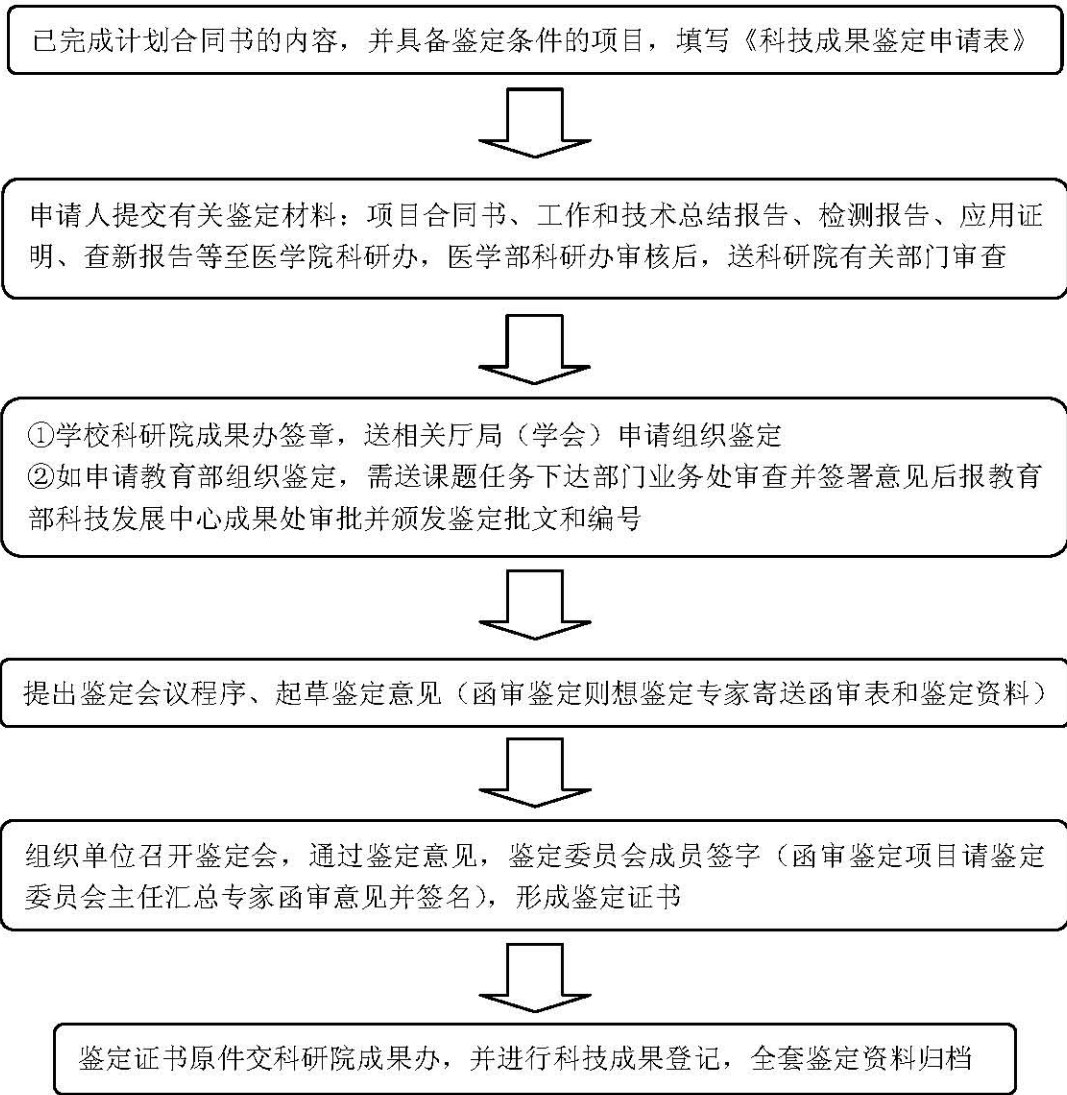 已完成计划合同书的内容，并具备鉴定条件的项目，填写《科技成果鉴定申请表》
申请人提交有关鉴定材料：项目合同书、工作和技术总结报告、检测报告、应用证
明、查新报告等至医学院科研办，医学部科研办审核后，送科研院有关部门审查
①学校科研院成果办签章，送相关厅局（学会）申请组织鉴定
②如申请教育部组织鉴定，需送课题任务下达部门业务处审查并签署意见后报教育
部科技发展中心成果处审批并颁发鉴定批文和编号
提出鉴定会议程序、起草鉴定意见（函审鉴定则想鉴定专家寄送函审表和鉴定资料）
组织单位召开鉴定会，通过鉴定意见，鉴定委员会成员签字（函审鉴定项目请鉴定
委员会主任汇总专家函审意见并签名），形成鉴定证书
鉴定证书原件交科研院成果办，并进行科技成果登记，全套鉴定资料归档